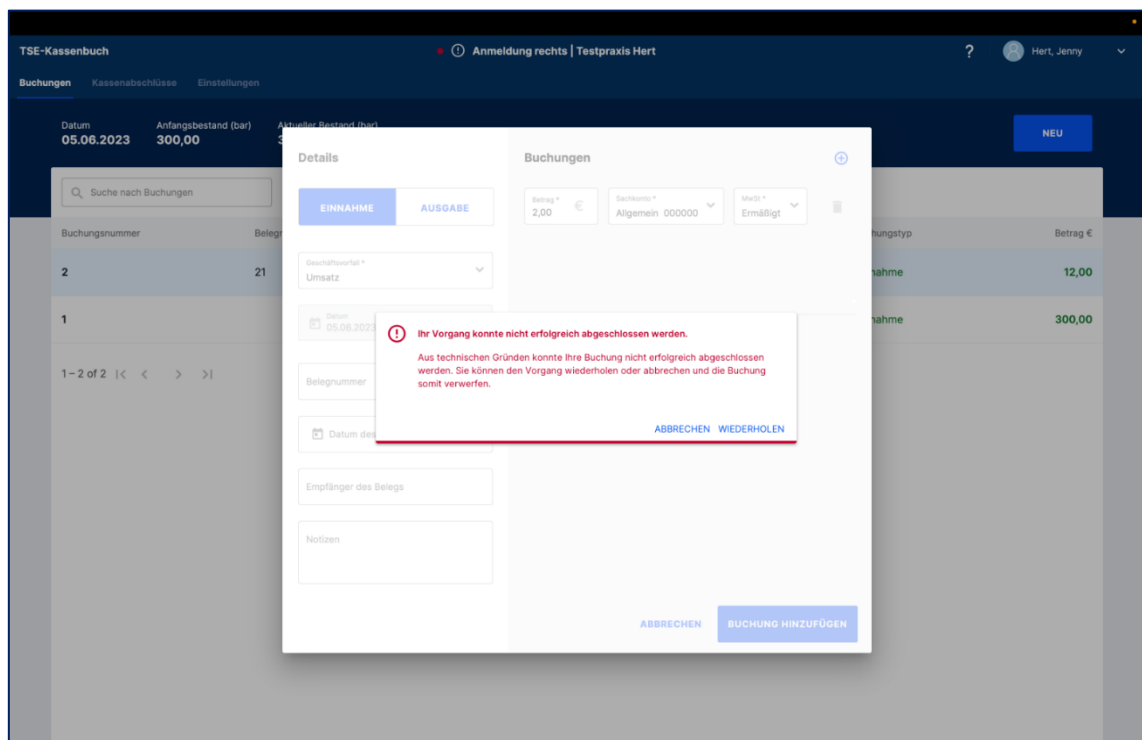 TSE-Kassenbuch
Anmeldung rechts | Testpraxis Hert
?
Hert, Jenny
Buchungen Kassenabschlüsse Einstellungen
Datum Anfangsbestand (bar) Aktueller Bestand (bar)
05.06.2023 300,00 3
NEU
Details
Buchungen
Suche nach Buchungen
EINNAHME AUSGABE
Betrag * Sachkonto * MwSt *
2,00 € Allgemein 000000 Ermäßigt
Buchungsnummer Belegn hungstyp Betrag €
Geschäftsvorfall *
Umsatz
2 21 nahme 12,00
Datum
05.06.2023
1 nahme 300,00
Ihr Vorgang konnte nicht erfolgreich abgeschlossen werden.
Aus technischen Gründen konnte Ihre Buchung nicht erfolgreich abgeschlossen
werden. Sie können den Vorgang wiederholen oder abbrechen und die Buchung
somit verwerfen.
ABBRECHEN WIEDERHOLEN
1 – 2 of 2 |< < > >|
Belegnummer
Datum des
Empfänger des Belegs
Notizen
ABBRECHEN BUCHUNG HINZUFÜGEN